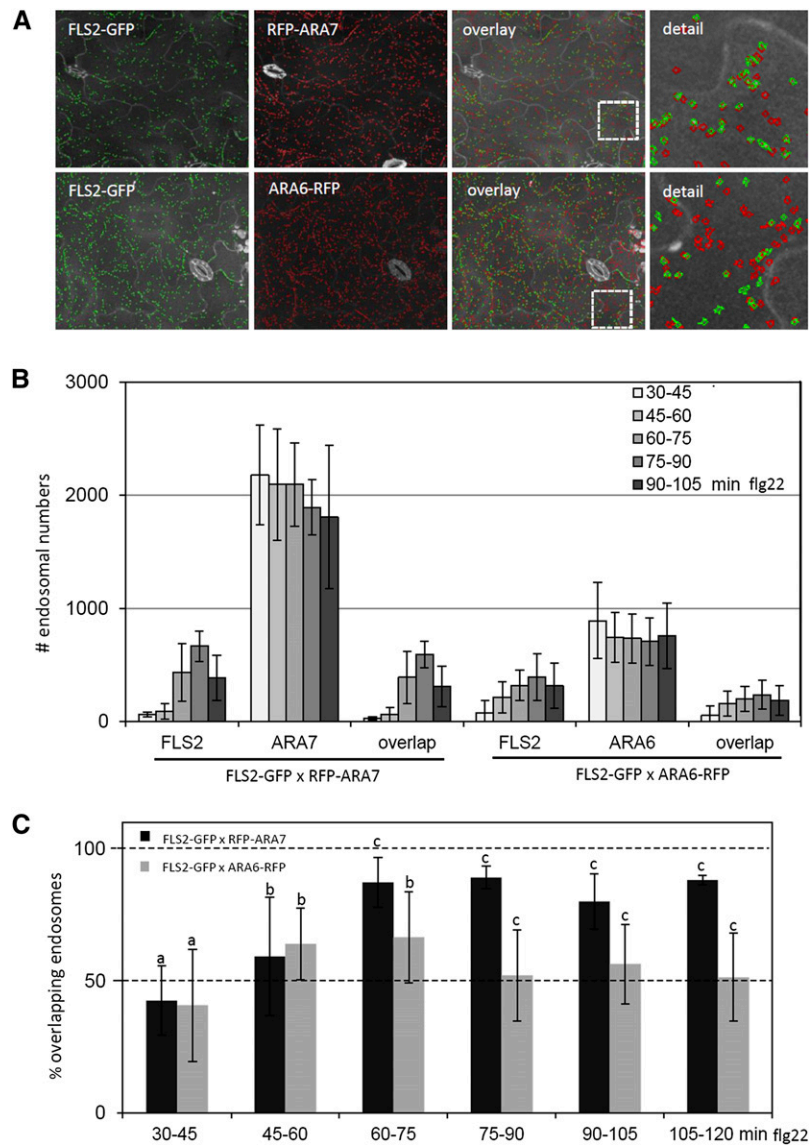 A
FLS2-GFP RFP-ARA7 overlay detail
FLS2-GFP ARA6-RFP overlay detail
B
3000
2000
1000
0
# endosomal numbers
30-45
45-60
60-75
75-90
90-105 min flg22
FLS2 ARA7 overlap FLS2 ARA6 overlap
FLS2-GFP x RFP-ARA7 FLS2-GFP x ARA6-RFP
C
FLS2-GFP x RFP-ARA7
FLS2-GFP x ARA6-RFP
100
50
0
% overlapping endosomes
a a b b c b c c c c c c
30-45 45-60 60-75 75-90 90-105 105-120 min flg22